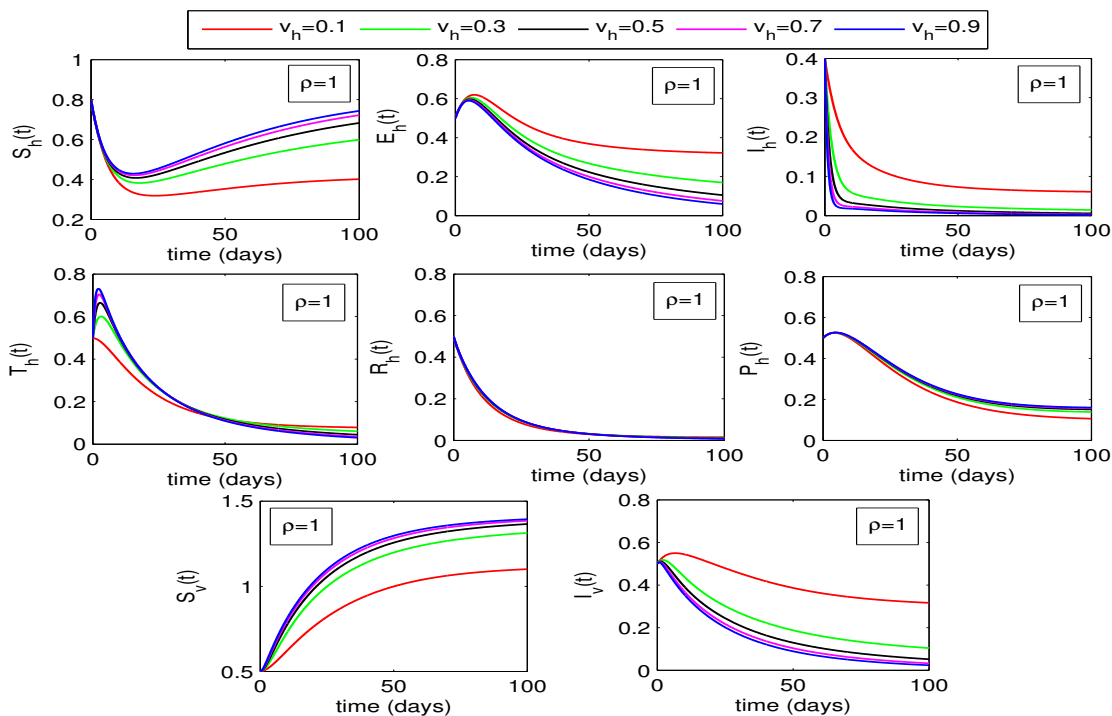 v_h=0.1 v_h=0.3 v_h=0.5 v_h=0.7 v_h=0.9
S_h(t)
1
0.8
0.6
0.4
0.2
0 50 100
time (days)
ρ=1
E_h(t)
0.8
0.6
0.4
0.2
0
0 50 100
time (days)
ρ=1
I_h(t)
0.4
0.3
0.2
0.1
0
0 50 100
time (days)
ρ=1
T_h(t)
0.8
0.6
0.4
0.2
0
0 50 100
time (days)
ρ=1
R_h(t)
0.8
0.6
0.4
0.2
0
0 50 100
time (days)
ρ=1
P_h(t)
0.8
0.6
0.4
0.2
0
0 50 100
time (days)
ρ=1
S_v(t)
1.5
1
0.5
0 50 100
time (days)
ρ=1
I_v(t)
0.8
0.6
0.4
0.2
0
0 50 100
time (days)
ρ=1